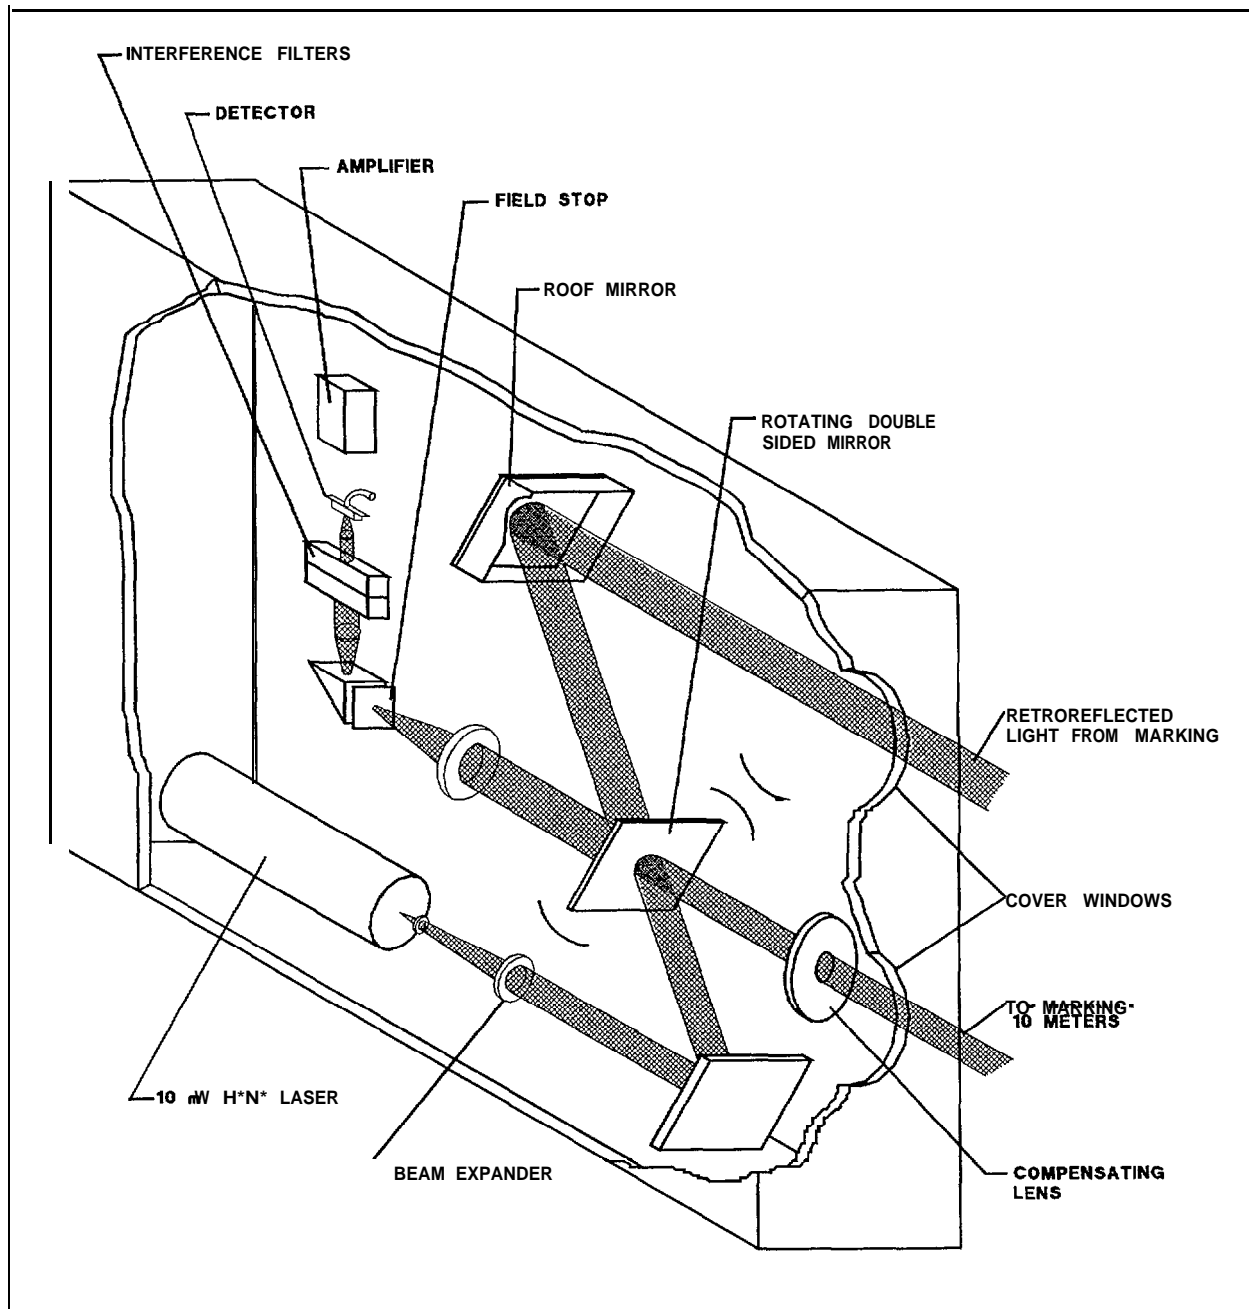 INTERFERENCE FILTERS
DETECTOR
AMPLIFIER
FIELD STOP
ROOF MIRROR
ROTATING DOUBLE
SIDED MIRROR
RETROREFLECTED
LIGHT FROM MARKING
COVER WINDOWS
TO MARKING-
10 METERS
10 mW H*N* LASER
BEAM EXPANDER
COMPENSATING
LENS